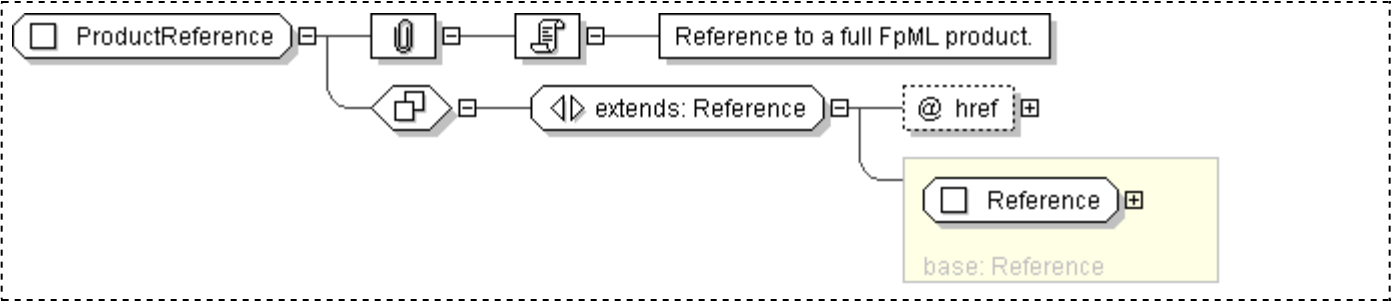 ProductReference
Reference to a full FpML product.
extends: Reference
@ href
Reference
base: Reference